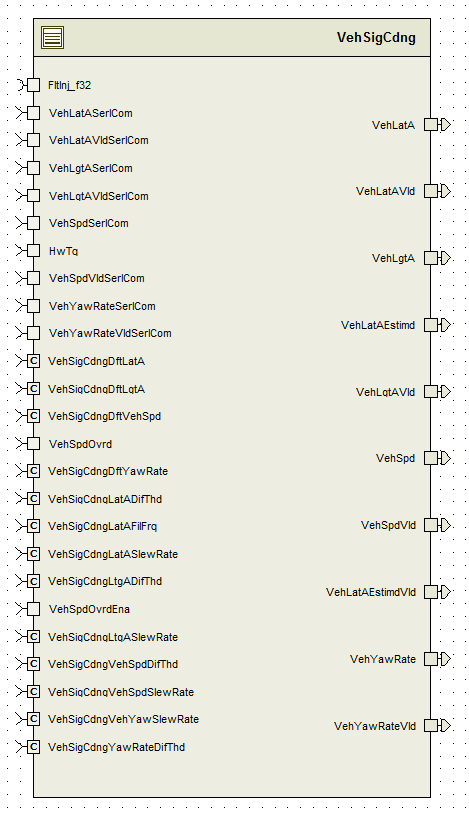 VehSigCdng
FltInj_f32
VehLatASerlCom
VehLatAVldSerlCom
VehLgtASerlCom
VehLgtAVldSerlCom
VehSpdSerlCom
HwTq
VehSpdVldSerlCom
VehYawRateSerlCom
VehYawRateVldSerlCom
C VehSigCdngDftLatA
C VehSigCdngDftLgtA
C VehSigCdngDftVehSpd
VehSpdOvrd
C VehSigCdngDftYawRate
C VehSigCdngLatADifThd
C VehSigCdngLatAFilFrq
C VehSigCdngLatASlewRate
C VehSigCdngLtgADifThd
VehSpdOvrdEna
C VehSigCdngLtgASlewRate
C VehSigCdngVehSpdDifThd
C VehSigCdngVehSpdSlewRate
C VehSigCdngVehYawSlewRate
C VehSigCdngYawRateDifThd
VehLatA
VehLatAVld
VehLgtA
VehLatAEstimd
VehLgtAVld
VehSpd
VehSpdVld
VehLatAEstimdVld
VehYawRate
VehYawRateVld